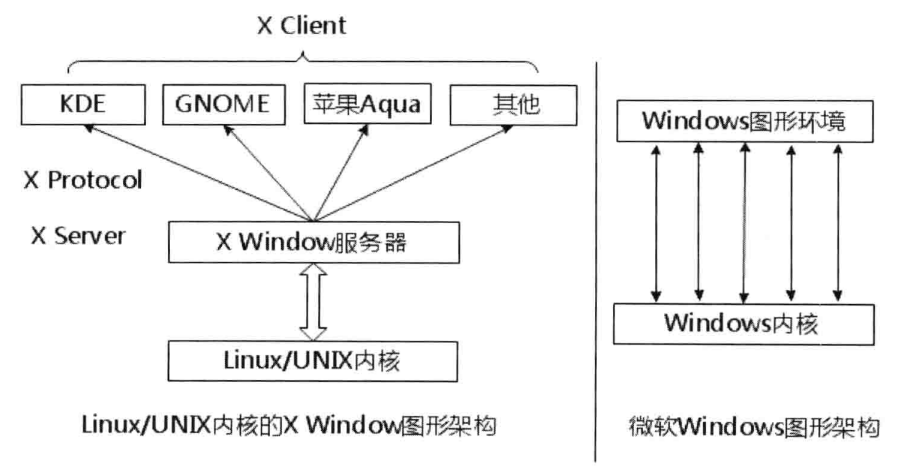 X Client
KDE
GNOME
苹果Aqua
其他
X Protocol
X Server
X Window服务器
Linux/UNIX内核
Linux/UNIX内核的X Window图形架构
Windows图形环境
Windows内核
微软Windows图形架构